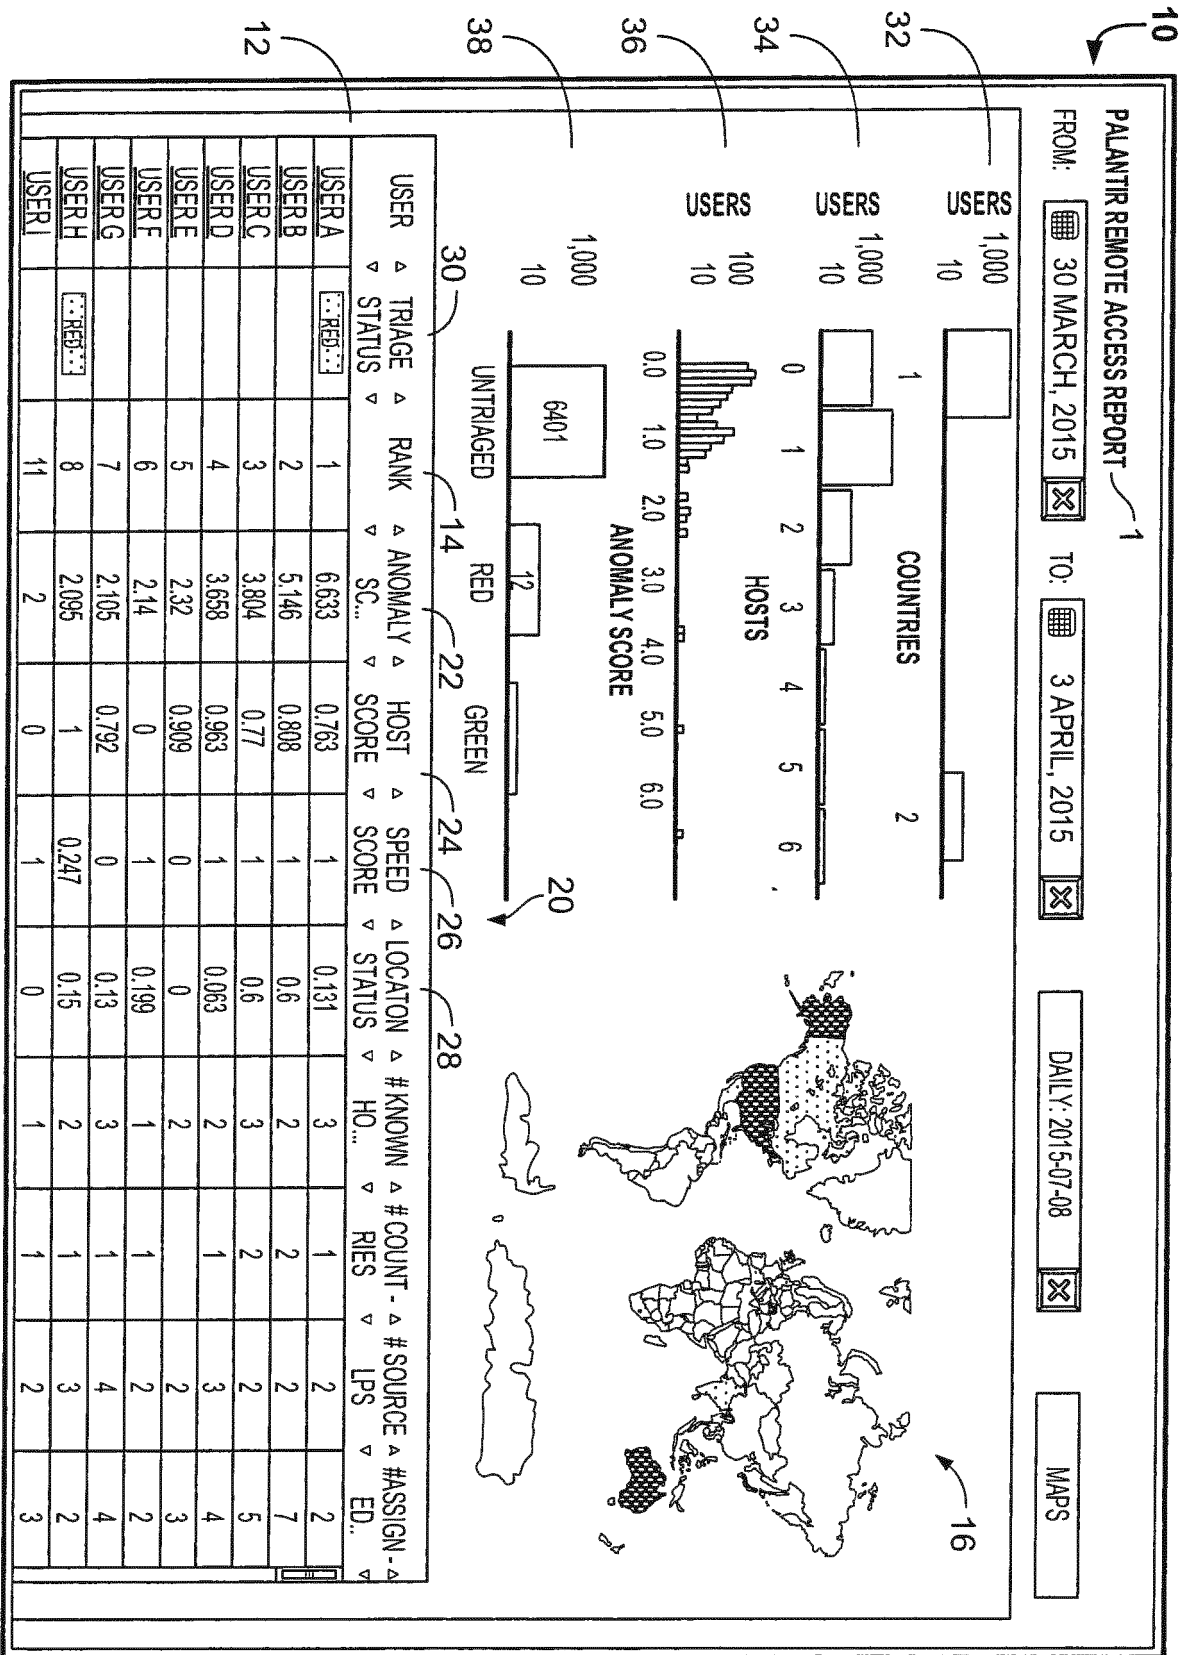 10
PALANTIR REMOTE ACCESS REPORT
1
FROM: 30 MARCH, 2015 TO: 3 APRIL, 2015 DAILY: 2015-07-08 MAPS
32
USERS
1,000
10
1 2
COUNTRIES
34
USERS
1,000
10
0 1 2 3 4 5 6
HOSTS
36
USERS
100
10
0.0 1.0 2.0 3.0 4.0 5.0 6.0
ANOMALY SCORE
38
1,000
10
6401 12
UNTRIAGED RED GREEN
16
20
12
30 14 22 24 26 28
USER TRIAGE STATUS RANK ANOMALY SC... HOST SCORE SPEED SCORE LOCATON STATUS #KNOWN HO... #COUNT- RIES #SOURCE LPS #ASSIGN- ED..
USER A RED 1 6.633 0.763 1 0.131 3 1 2 2
USER B 2 5.146 0.808 1 0.6 2 2 2 7
USER C 3 3.804 0.77 1 0.6 3 2 2 5
USER D 4 3.658 0.963 1 0.063 2 1 3 4
USER E 5 2.32 0.909 0 0 2 2 3
USER F 6 2.14 0 1 0.199 1 1 2 2
USER G 7 2.105 0.792 0 0.13 3 1 4 4
USER H RED 8 2.095 1 0.247 0.15 2 1 3 2
USER I 11 2 0 1 0 1 1 2 3